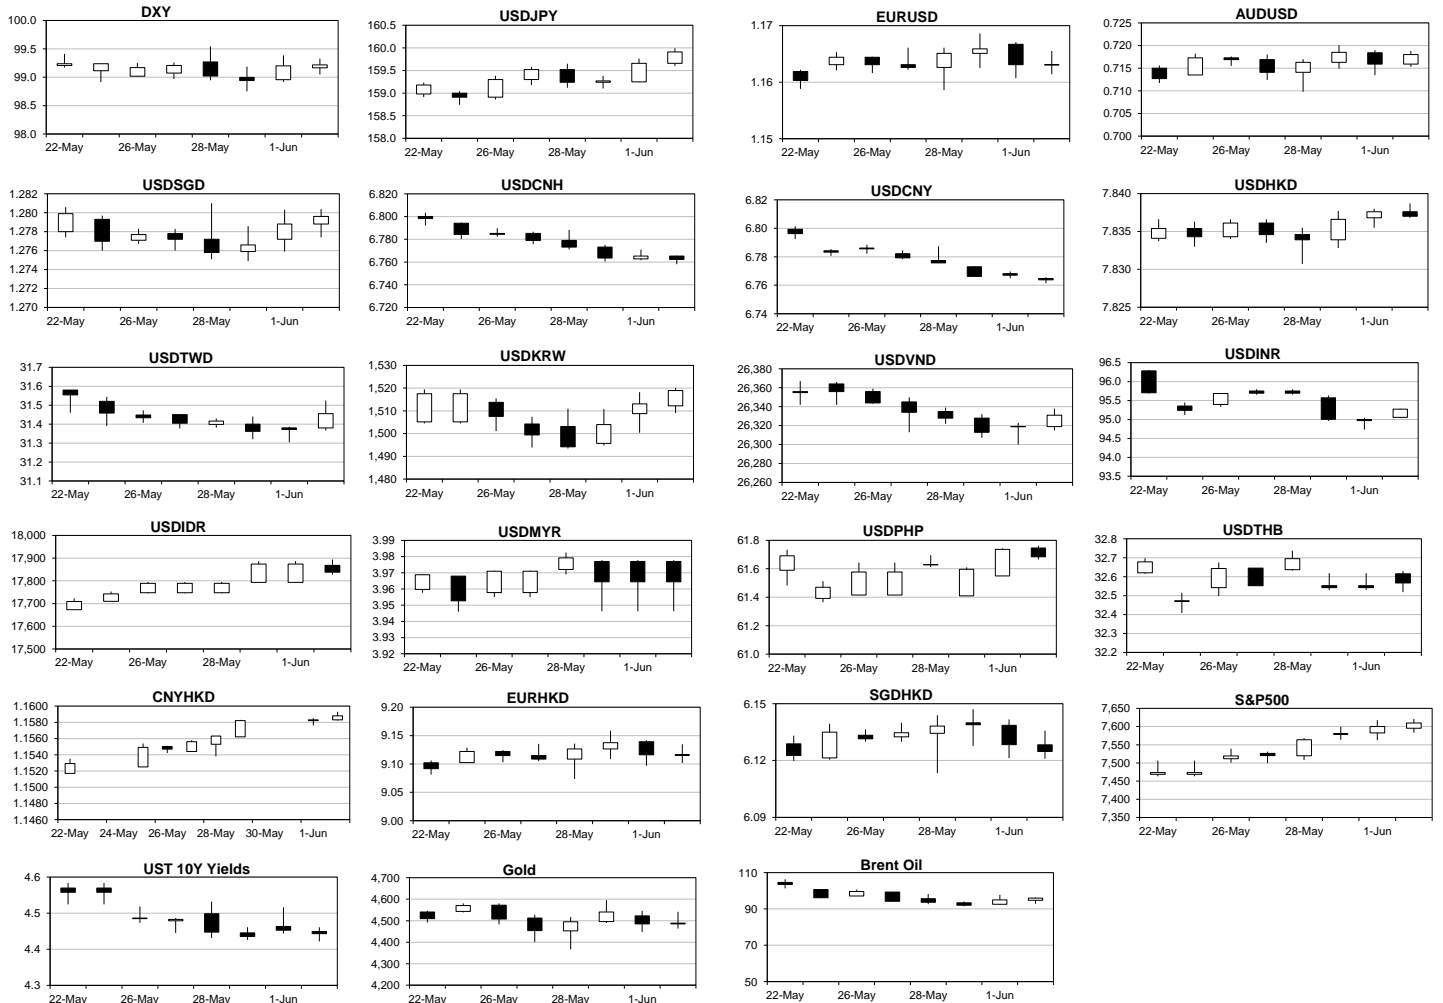 DXY
100.0
99.5
99.0
98.5
98.0
22-May 26-May 28-May 1-Jun
USDJPY
160.5
160.0
159.5
159.0
158.5
158.0
22-May 26-May 28-May 1-Jun
EURUSD
1.17
1.16
1.15
22-May 26-May 28-May 1-Jun
AUDUSD
0.725
0.720
0.715
0.710
0.705
0.700
22-May 26-May 28-May 1-Jun
USDSGD
1.282
1.280
1.278
1.276
1.274
1.272
1.270
22-May 26-May 28-May 1-Jun
USDCNH
6.820
6.800
6.780
6.760
6.740
6.720
22-May 26-May 28-May 1-Jun
USDCNY
6.82
6.80
6.78
6.76
6.74
22-May 26-May 28-May 1-Jun
USDHKD
7.840
7.835
7.830
7.825
22-May 26-May 28-May 1-Jun
USDTWD
31.7
31.6
31.5
31.4
31.3
31.2
31.1
22-May 26-May 28-May 1-Jun
USDKRW
1,530
1,520
1,510
1,500
1,490
1,480
22-May 26-May 28-May 1-Jun
USDVND
26,380
26,360
26,340
26,320
26,300
26,280
26,260
22-May 26-May 28-May 1-Jun
USDINR
96.5
96.0
95.5
95.0
94.5
94.0
93.5
22-May 26-May 28-May 1-Jun
USDIDR
18,000
17,900
17,800
17,700
17,600
17,500
22-May 26-May 28-May 1-Jun
USDMYR
3.99
3.98
3.97
3.96
3.95
3.94
3.93
3.92
22-May 26-May 28-May 1-Jun
USDPHP
61.8
61.6
61.4
61.2
61.0
22-May 26-May 28-May 1-Jun
USDTHB
32.8
32.7
32.6
32.5
32.4
32.3
32.2
22-May 26-May 28-May 1-Jun
CNYHKD
1.1600
1.1580
1.1560
1.1540
1.1520
1.1500
1.1480
1.1460
22-May 24-May 26-May 28-May 30-May 1-Jun
EURHKD
9.20
9.15
9.10
9.05
9.00
22-May 26-May 28-May 1-Jun
SGDHKD
6.15
6.12
6.09
22-May 26-May 28-May 1-Jun
S&P500
7,650
7,600
7,550
7,500
7,450
7,400
7,350
22-May 26-May 28-May 1-Jun
UST 10Y Yields
4.6
4.5
4.4
4.3
22-May 26-May 28-May 1-Jun
Gold
4,700
4,600
4,500
4,400
4,300
4,200
22-May 26-May 28-May 1-Jun
Brent Oil
110
90
70
50
22-May 26-May 28-May 1-Jun